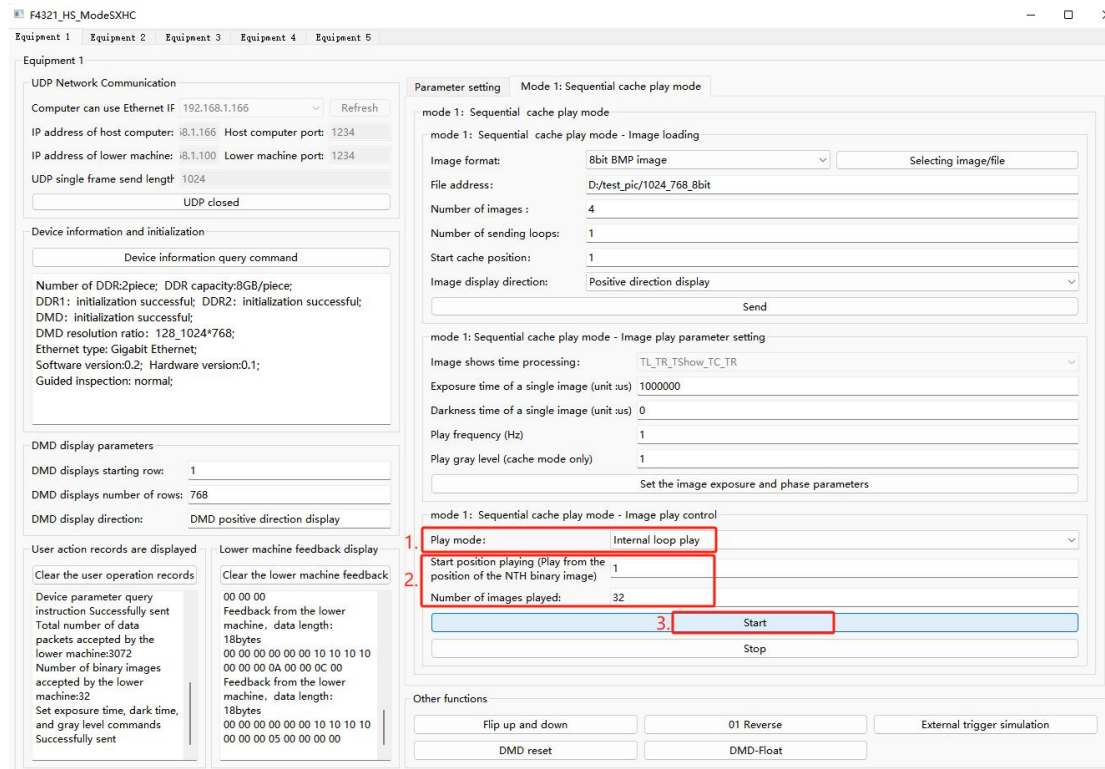 F4321_HS_ModeSXHC
Equipment 1 Equipment 2 Equipment 3 Equipment 4 Equipment 5
Equipment 1
UDP Network Communication
Computer can use Ethernet IF 192.168.1.166 Refresh
IP address of host computer: i8.1.166 Host computer port: 1234
IP address of lower machine: i8.1.100 Lower machine port: 1234
UDP single frame send lengtł 1024
UDP closed
Device information and initialization
Device information query command
Number of DDR:2piece; DDR capacity:8GB/piece;
DDR1: initialization successful; DDR2: initialization successful;
DMD: initialization successful;
DMD resolution ratio: 128_1024*768;
Ethernet type: Gigabit Ethernet;
Software version:0.2; Hardware version:0.1;
Guided inspection: normal;
DMD display parameters
DMD displays starting row: 1
DMD displays number of rows: 768
DMD display direction: DMD positive direction display
User action records are displayed
Clear the user operation records
Device parameter query
instruction Successfully sent
Total number of data
packets accepted by the
lower machine:3072
Number of binary images
accepted by the lower
machine:32
Set exposure time, dark time,
and gray level commands
Successfully sent
Lower machine feedback display
Clear the lower machine feedback
00 00 00
Feedback from the lower
machine, data length:
18bytes
00 00 00 00 00 00 10 10 10 10
00 00 00 0A 00 00 0C 00
Feedback from the lower
machine, data length:
18bytes
00 00 00 00 00 00 10 10 10 10
00 00 00 05 00 00 00 00
Parameter setting Mode 1: Sequential cache play mode
mode 1: Sequential cache play mode
mode 1: Sequential cache play mode - Image loading
Image format: 8bit BMP image Selecting image/file
File address: D:/test_pic/1024_768_8bit
Number of images : 4
Number of sending loops: 1
Start cache position: 1
Image display direction: Positive direction display
Send
mode 1: Sequential cache play mode - Image play parameter setting
Image shows time processing: TL_TR_TShow_TC_TR
Exposure time of a single image (unit :us) 1000000
Darkness time of a single image (unit :us) 0
Play frequency (Hz) 1
Play gray level (cache mode only) 1
Set the image exposure and phase parameters
mode 1: Sequential cache play mode - Image play control
1. Play mode: Internal loop play
2. Start position playing (Play from the
position of the NTH binary image) 1
Number of images played: 32
3. Start
Stop
Other functions
Flip up and down 01 Reverse External trigger simulation
DMD reset DMD-Float